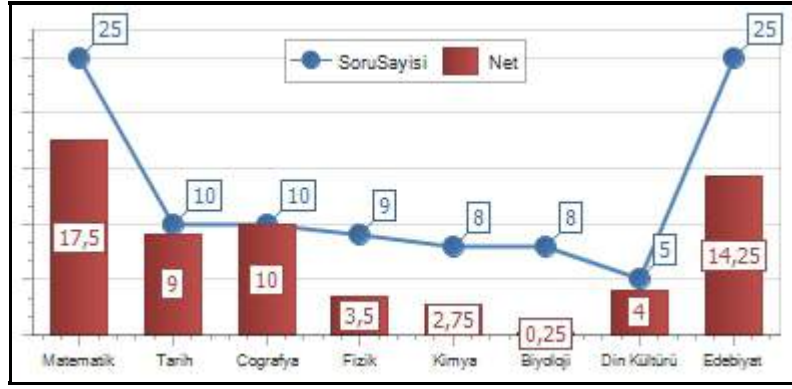 25
25
SoruSayisi
Net
10
10
9
8
8
5
17,5
9
10
3,5
2,75
0,25
4
14,25
Matematik
Tarih
Cografya
Fizik
Kimya
Biyoloji
Din Kültürü
Edebiyat